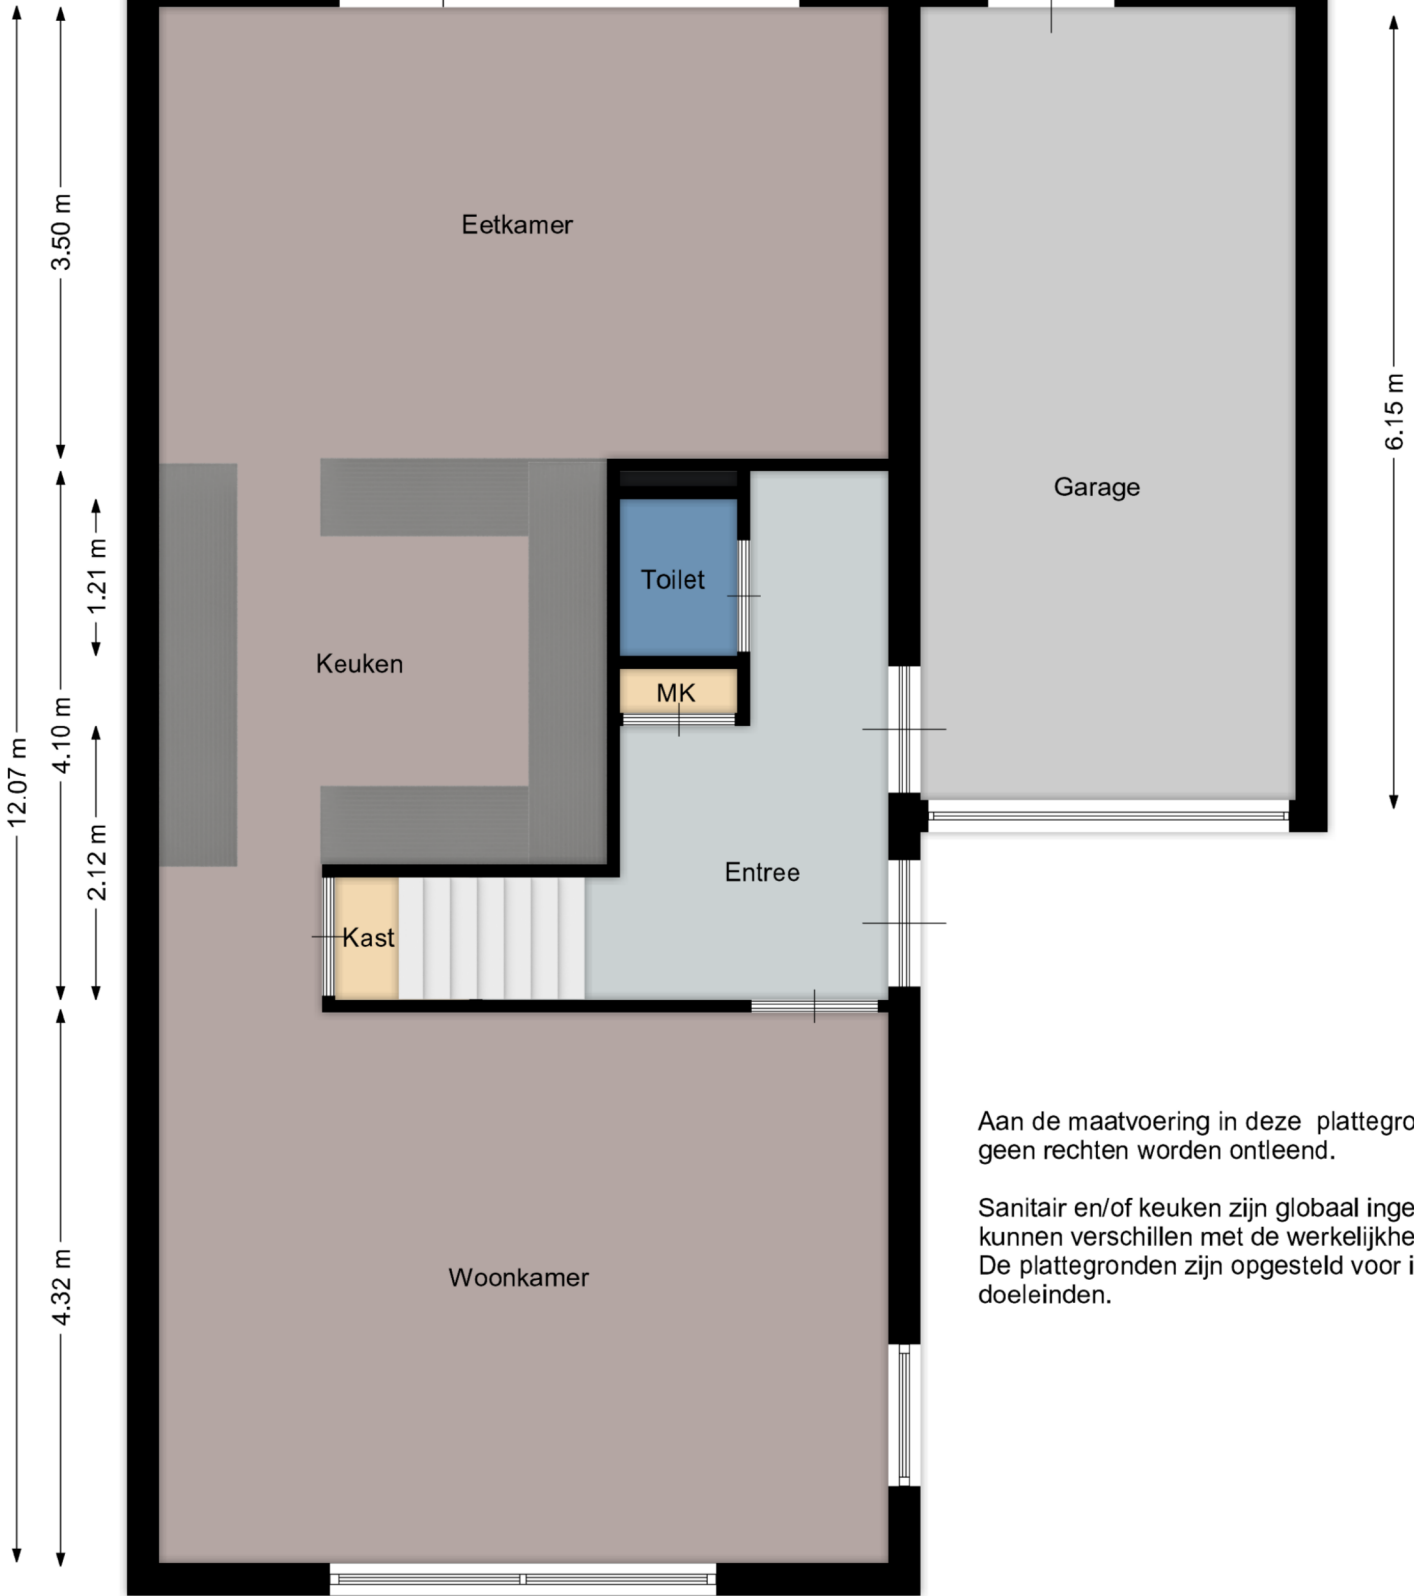 Eetkamer
3.50 m
6.15 m
Garage
1.21 m
Toilet
Keuken
MK
4.10 m
12.07 m
2.12 m
Entree
Kast
Aan de maatvoering in deze plattegro
geen rechten worden ontleend.
Sanitair en/of keuken zijn globaal inge
kunnen verschillen met de werkelijkhe
De plattegronden zijn opgesteld voor i
doeleinden.
Woonkamer
4.32 m